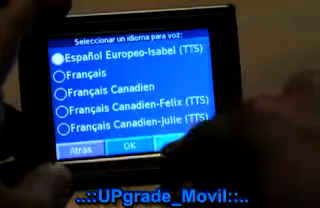 Seleccionar un idioma para voz:
Español Europeo-Isabel (TTS)
Français
Français Canadien
Français Canadien-Felix (TTS)
Français Canadien-Julie (TTS)
Atrás OK
..::UPgrade_Movil::..